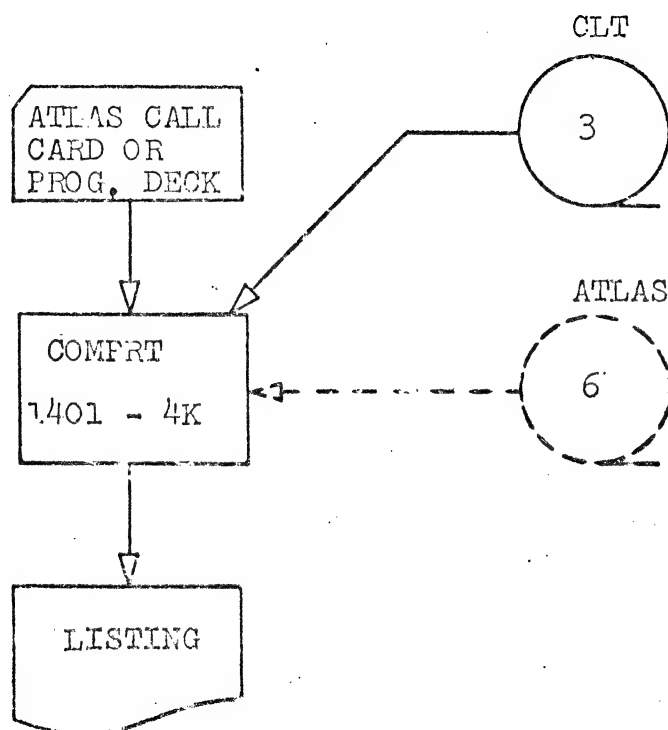 CLT
3
ATLAS CALL
CARD OR
PROG. DECK
ATLAS
6
COMPRT
1401 - 4K
LISTING